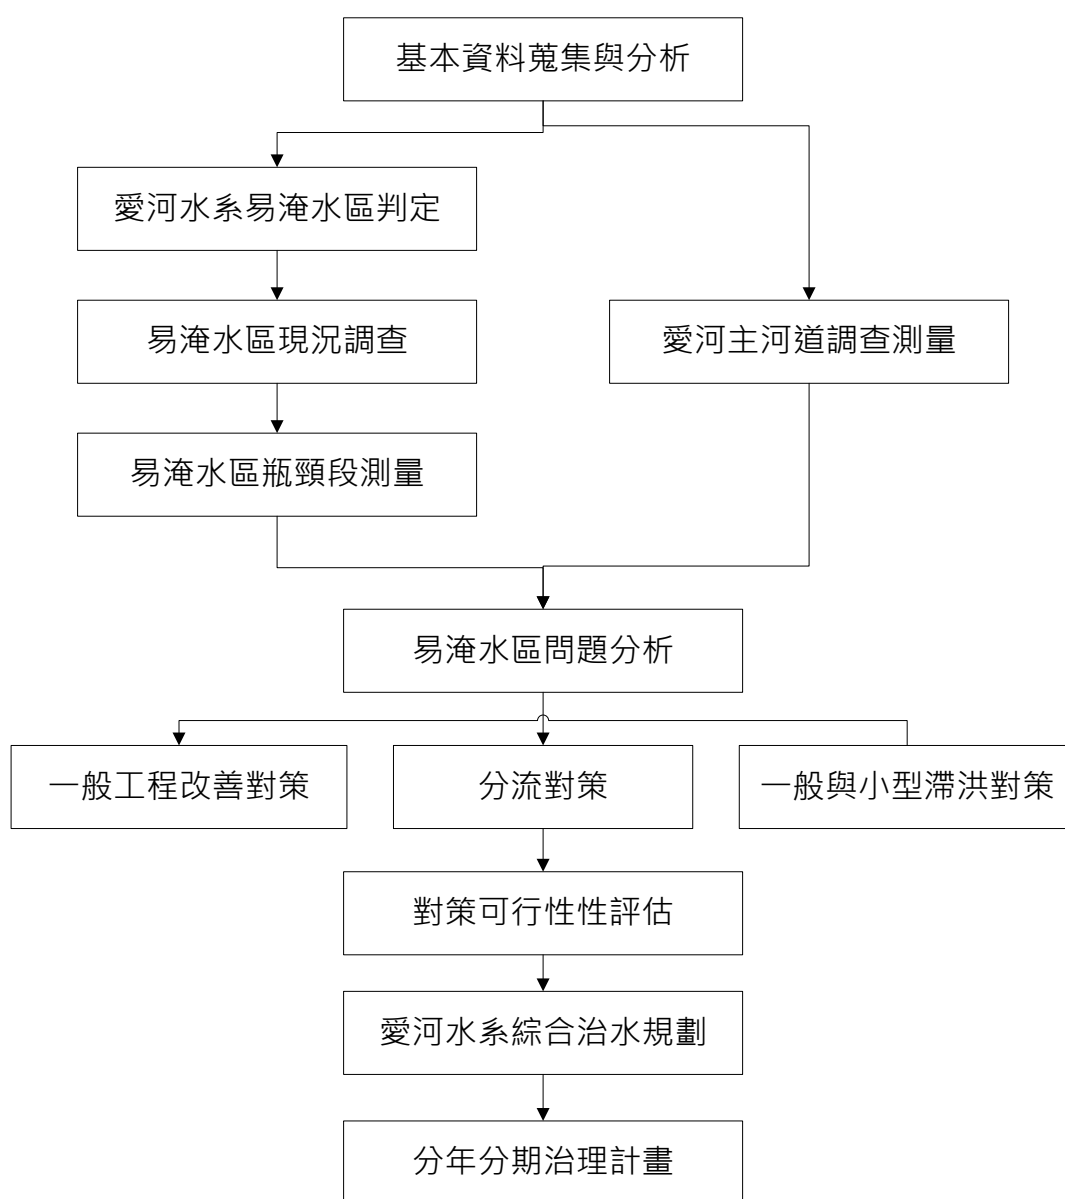 基本資料蒐集與分析
愛河水系易淹水區判定
易淹水區現況調查
愛河主河道調查測量
易淹水區瓶頸段測量
易淹水區問題分析
一般工程改善對策
分流對策
一般與小型滯洪對策
對策可行性性評估
愛河水系綜合治水規劃
分年分期治理計畫